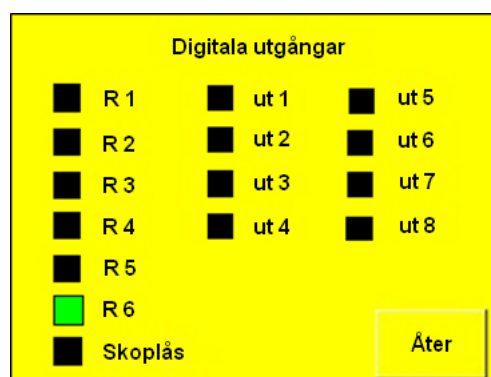 Digitala utgångar
R 1 ut 1 ut 5
R 2 ut 2 ut 6
R 3 ut 3 ut 7
R 4 ut 4 ut 8
R 5
R 6
Skoplås
Åter